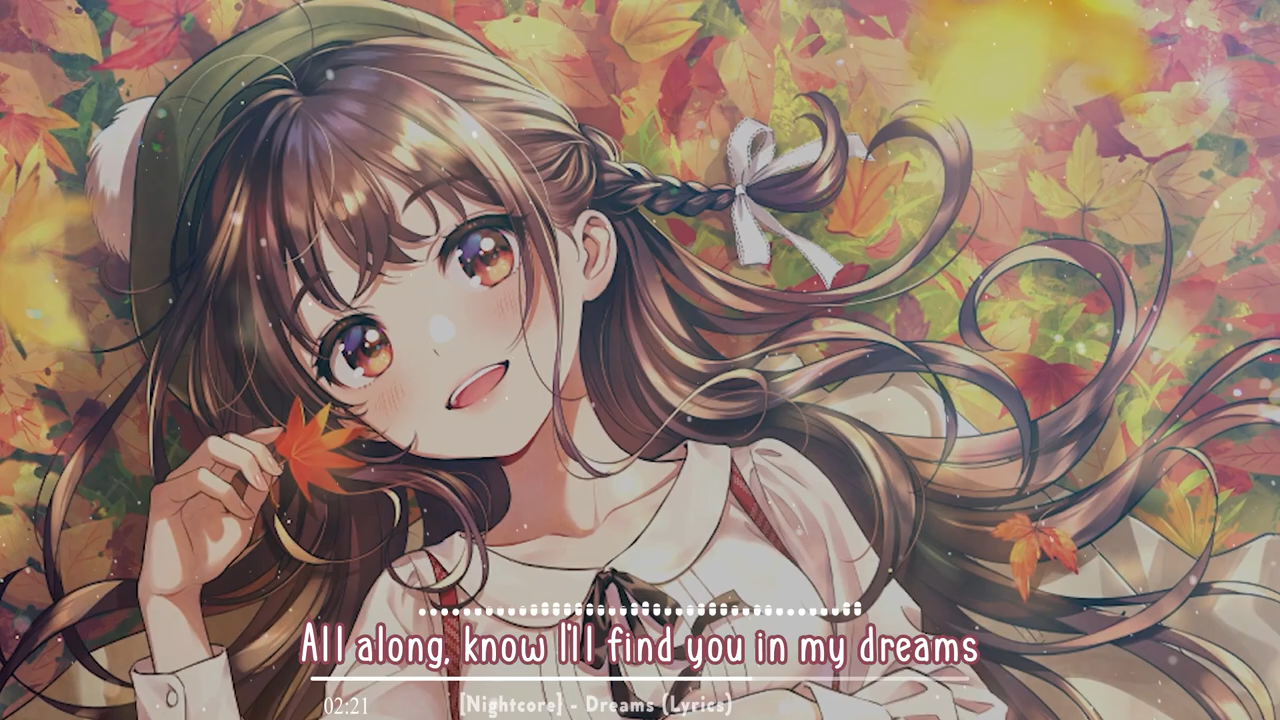 All along, know I'll find you in my dreams
02:21
[Nightcore] - Dreams (Lyrics)